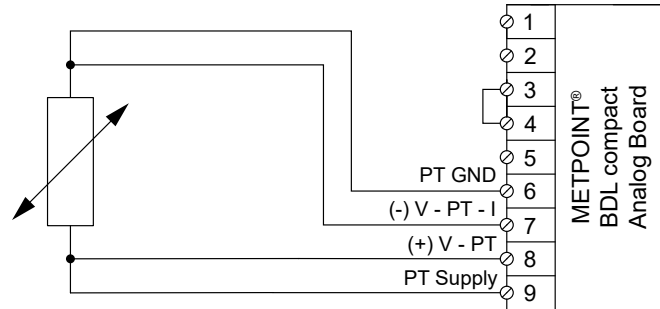 1
2
3
4
5
PT GND
6
(-) V - PT - I
7
(+) V - PT
8
PT Supply
9
METPOINT®
BDL compact
Analog Board